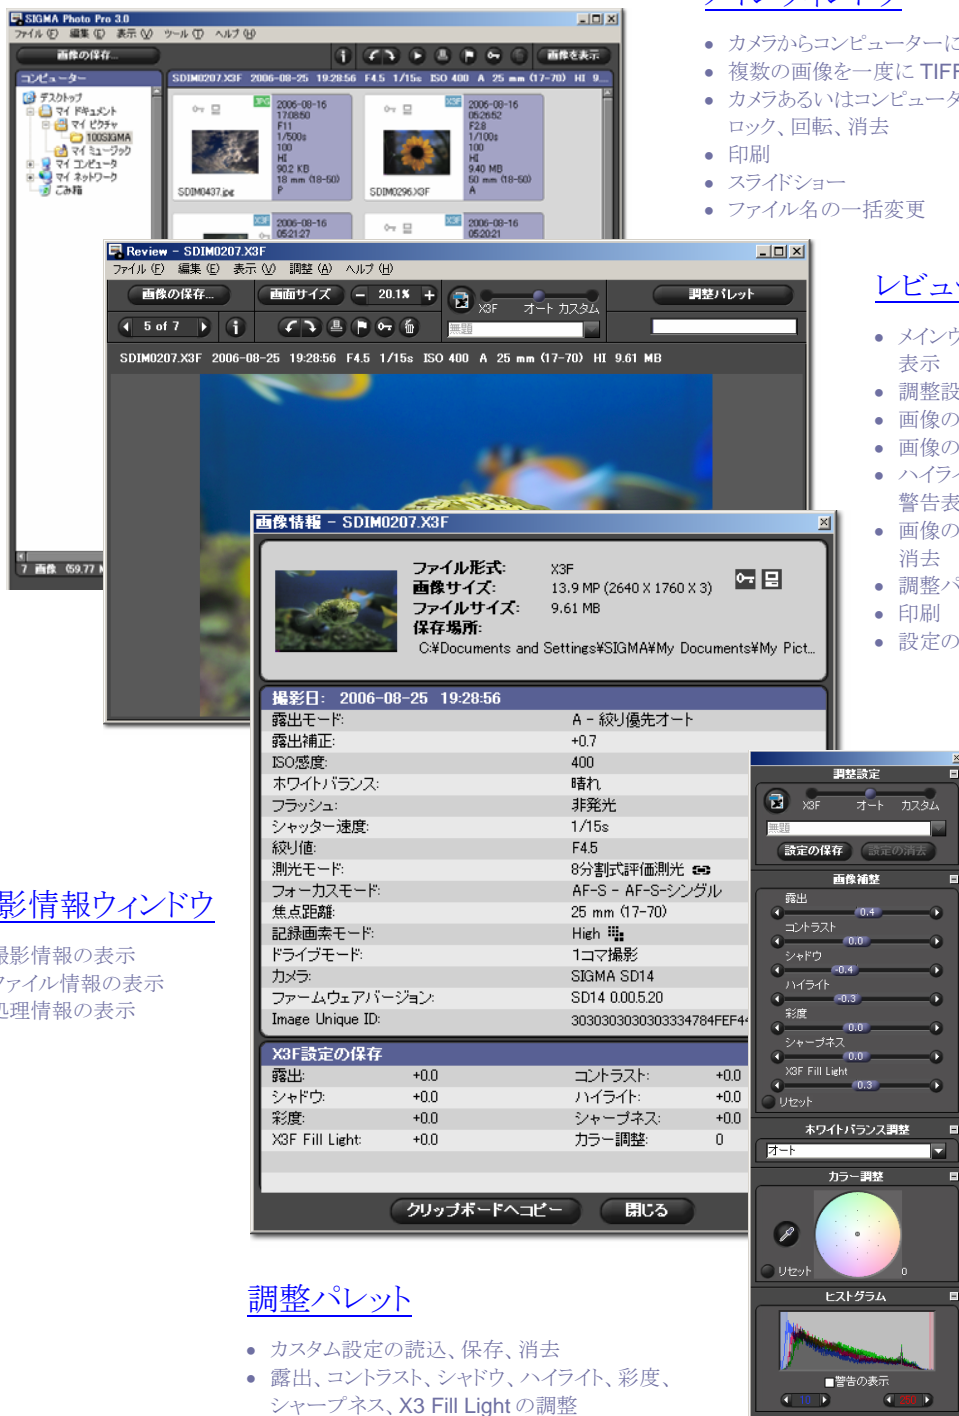 SIGMA Photo Pro 3.0
ファイル(F) 編集(E) 表示(V) ツール(T) ヘルプ(H)
画像の保存...
画像を表示
コンピューター
SDIM0207.X3F 2006-08-25 19:28:56 F4.5 1/15s ISO 400 A 25 mm (17-70) HI 9...
デスクトップ
マイ ドキュメント
マイ ピクチャ
100SIGMA
マイ ミュージック
マイ コンピュータ
マイ ネットワーク
ごみ箱
JPG
2006-08-16
17:08:50
F11
1/500s
100
HI
90.2 KB
18 mm (18-50)
P
SDIM0437.jpg
X3F
2006-08-16
05:26:52
F2.8
1/100s
100
HI
9.40 MB
50 mm (18-50)
A
SDIM0296.X3F
X3F
2006-08-16
05:21:27
X3F
2006-08-16
05:20:21
7 画像 (59.77
カメラからコンピューターに
複数の画像を一度に TIFF
カメラあるいはコンピュータ
ロック、回転、消去
印刷
スライドショー
ファイル名の一括変更
Review - SDIM0207.X3F
ファイル(F) 編集(E) 表示(V) 調整(A) ヘルプ(H)
画像の保存...
画面サイズ
20.1%
X3F オート カスタム
調整パレット
5 of 7
無題
SDIM0207.X3F 2006-08-25 19:28:56 F4.5 1/15s ISO 400 A 25 mm (17-70) HI 9.61 MB
レビュ
メインウ
表示
調整設
画像の
画像の
ハイライ
警告表
画像の
消去
調整パ
印刷
設定の
画像情報 - SDIM0207.X3F
ファイル形式: X3F
画像サイズ: 13.9 MP (2640 X 1760 X 3)
ファイルサイズ: 9.61 MB
保存場所:
C:¥Documents and Settings¥SIGMA¥My Documents¥My Pict...
撮影日: 2006-08-25 19:28:56
露出モード: A - 絞り優先オート
露出補正: +0.7
ISO感度: 400
ホワイトバランス: 晴れ
フラッシュ: 非発光
シャッター速度: 1/15s
絞り値: F4.5
測光モード: 8分割式評価測光
フォーカスモード: AF-S - AF-S-シングル
焦点距離: 25 mm (17-70)
記録画素モード: High
ドライブモード: 1コマ撮影
カメラ: SIGMA SD14
ファームウェアバージョン: SD14 0.00.5.20
Image Unique ID: 3030303030303334784FEF4
X3F設定の保存
露出: +0.0 コントラスト: +0.0
シャドウ: +0.0 ハイライト: +0.0
彩度: +0.0 シャープネス: +0.0
X3F Fill Light: +0.0 カラー調整: 0
クリップボードへコピー 閉じる
影情報ウィンドウ
撮影情報の表示
ファイル情報の表示
処理情報の表示
調整設定
X3F オート カスタム
無題
設定の保存 設定の消去
画像補整
露出
0.4
コントラスト
0.0
シャドウ
-0.4
ハイライト
-0.3
彩度
0.0
シャープネス
0.0
X3F Fill Light
0.3
リセット
ホワイトバランス調整
オート
カラー調整
リセット
0
ヒストグラム
警告の表示
10 250
調整パレット
カスタム設定の読込、保存、消去
露出、コントラスト、シャドウ、ハイライト、彩度、
シャープネス、X3 Fill Light の調整